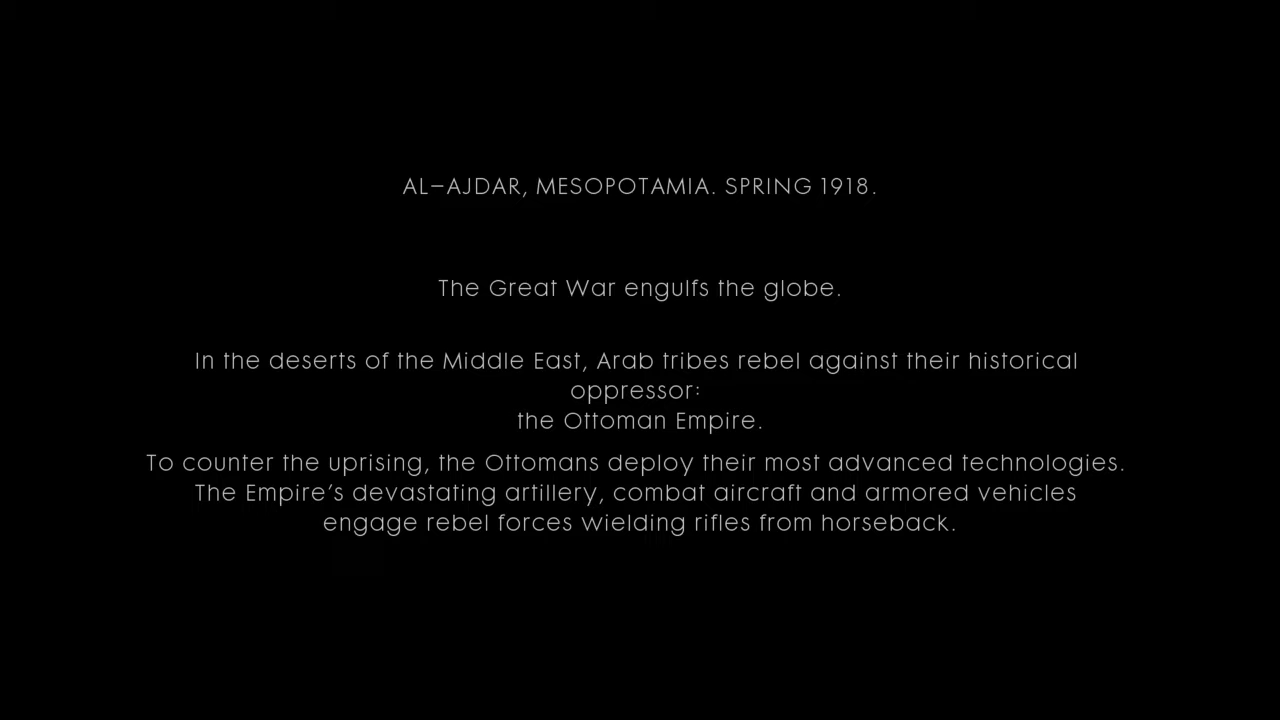 AL–AJDAR, MESOPOTAMIA. SPRING 1918.
The Great War engulfs the globe.
In the deserts of the Middle East, Arab tribes rebel against their historical
oppressor:
the Ottoman Empire.
To counter the uprising, the Ottomans deploy their most advanced technologies.
The Empire’s devastating artillery, combat aircraft and armored vehicles
engage rebel forces wielding rifles from horseback.